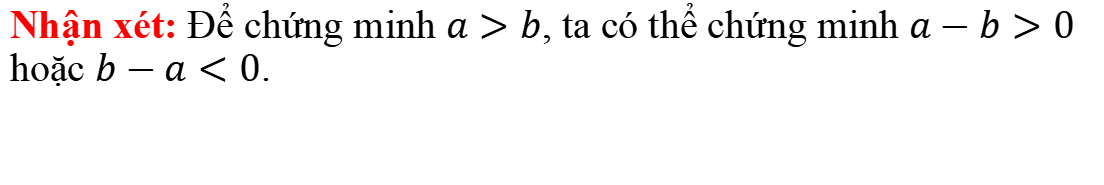 Nhận xét: Để chứng minh a > b, ta có thể chứng minh a − b > 0
hoặc b − a < 0.